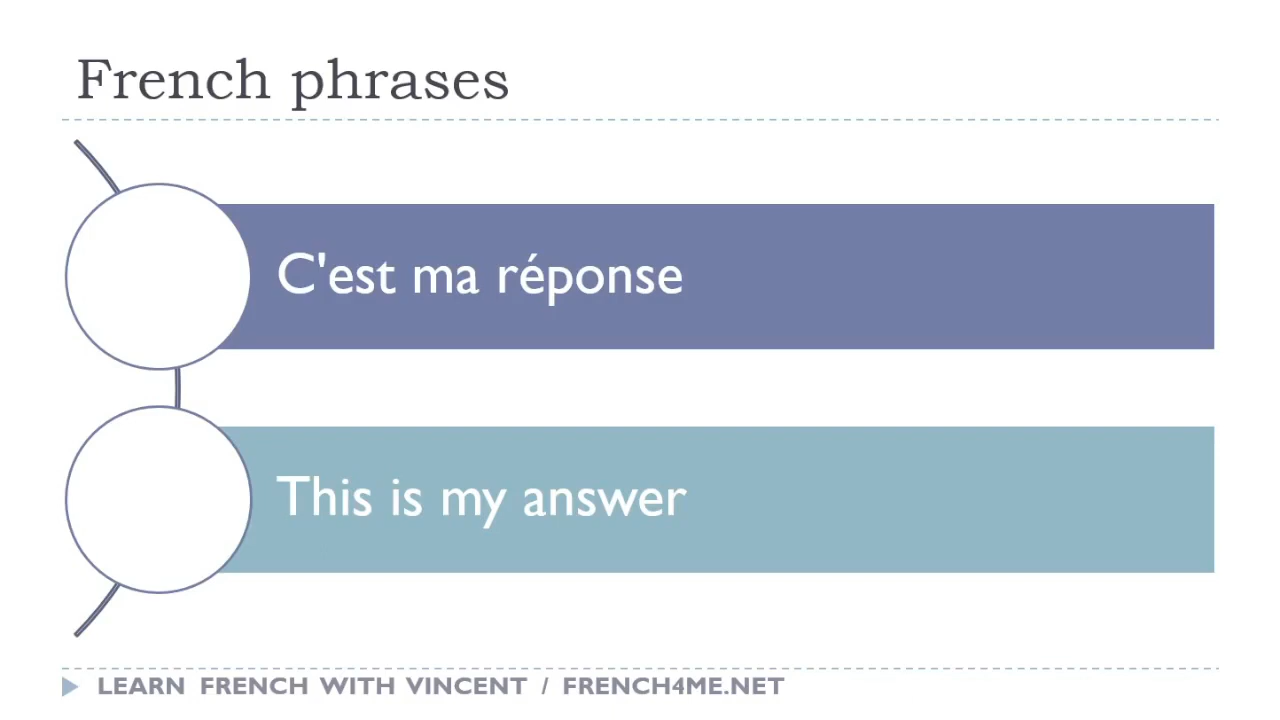 French phrases
C'est ma réponse
This is my answer
LEARN FRENCH WITH VINCENT / FRENCH4ME.NET